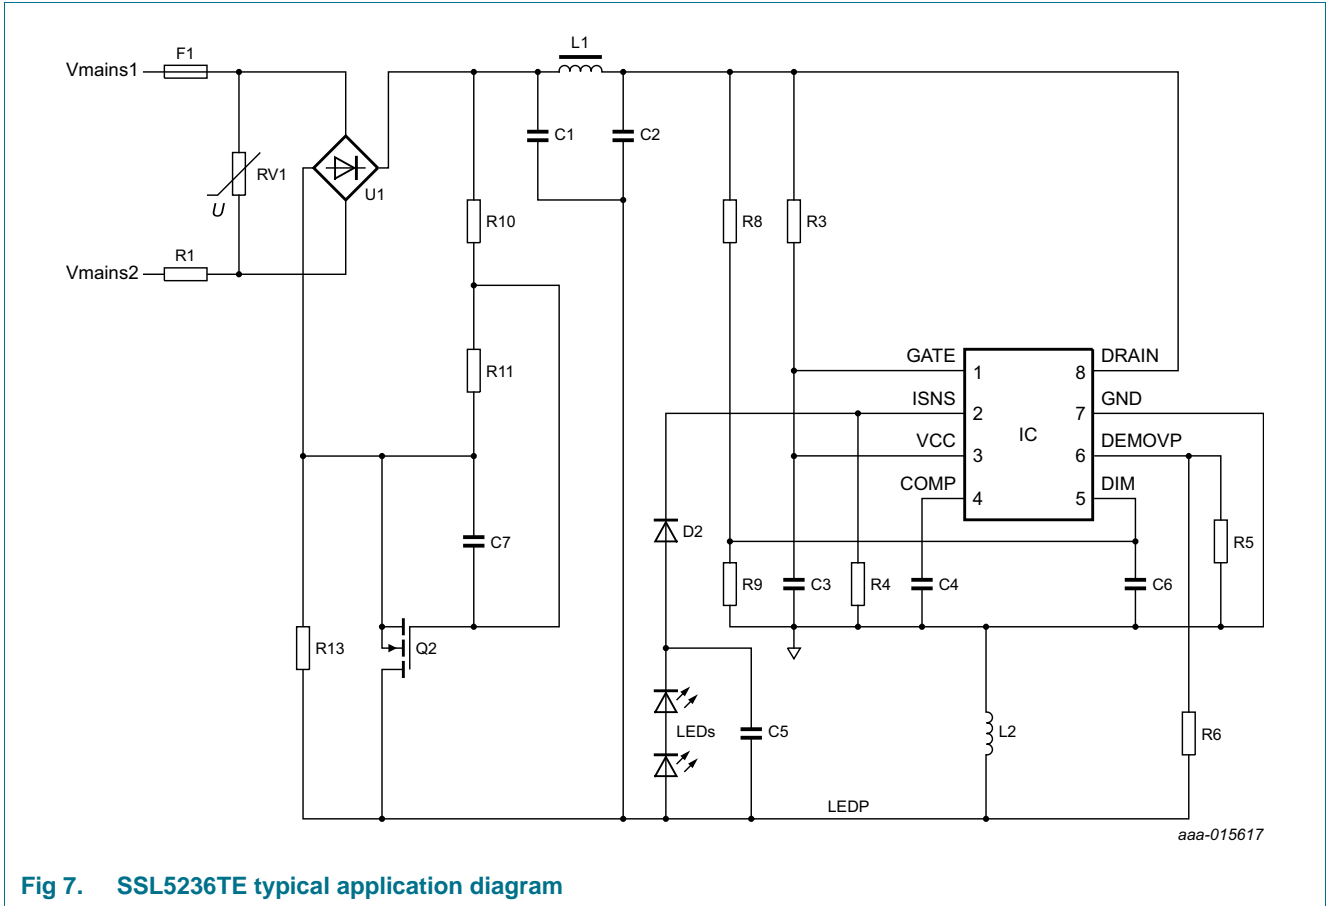 L1
F1
Vmains1
C1
C2
RV1
U1
U
R10
R8
R3
R1
Vmains2
GATE
DRAIN
1
8
R11
ISNS
GND
2
7
IC
VCC
DEMOVP
3
6
COMP
DIM
4
5
D2
C7
R5
R9
C3
R4
C4
C6
R13
Q2
LEDs
C5
L2
R6
LEDP
aaa-015617
Fig 7. SSL5236TE typical application diagram